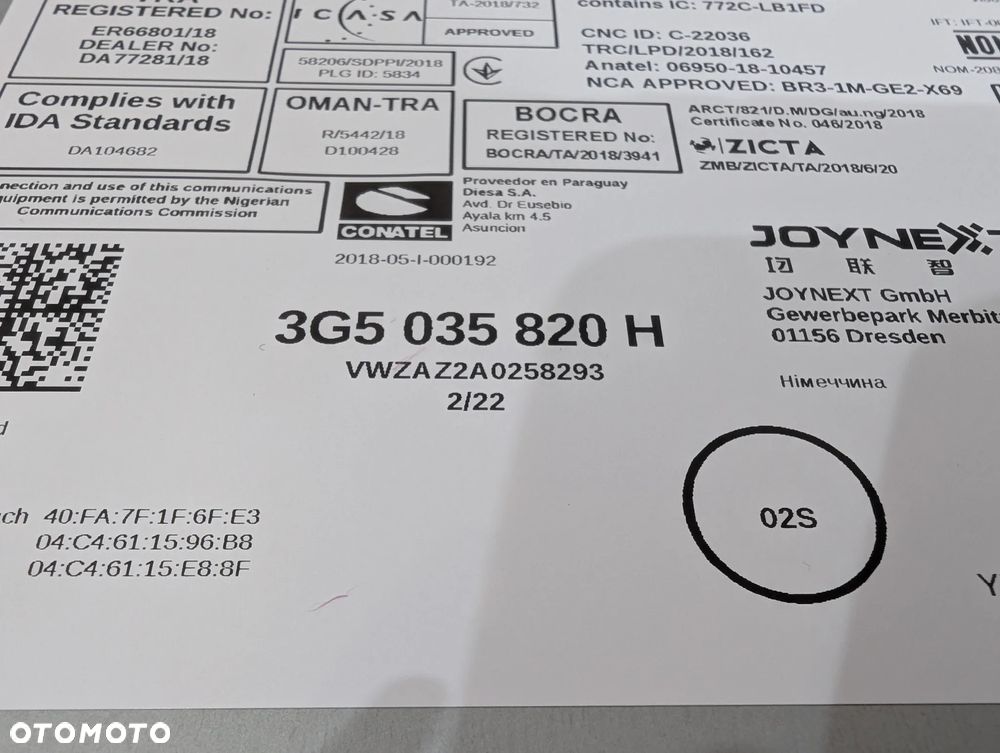 REGISTERED No:
ER66801/18
DEALER No:
DA77281/18
ICASA
TA-2018/732
APPROVED
58206/SDPPI/2018
PLG ID: 5834
contains IC: 772C-LB1FD
CNC ID: C-22036
TRC/LPD/2018/162
Anatel: 06950-18-10457
NCA APPROVED: BR3-1M-GE2-X69
Complies with
IDA Standards
DA104682
OMAN-TRA
R/5442/18
D100428
BOCRA
REGISTERED No:
BOCRA/TA/2018/3941
ARCT/821/D.M/DG/au.ng/2018
Certificate No. 046/2018
ZICTA
ZMB/ZICTA/TA/2018/6/20
and use of this communications
is permitted by the Nigerian
Communications Commission
CONATEL
2018-05-I-000192
Proveedor en Paraguay
Diesa S.A.
Avd. Dr Eusebio
Ayala km 4.5
Asuncion
JOYNEXT
联 智
JOYNEXT GmbH
Gewerbepark Merbitz
01156 Dresden
Німеччина
3G5 035 820 H
VWZAZ2A0258293
2/22
02S
40:FA:7F:1F:6F:E3
04:C4:61:15:96:B8
04:C4:61:15:E8:8F
OTOMOTO